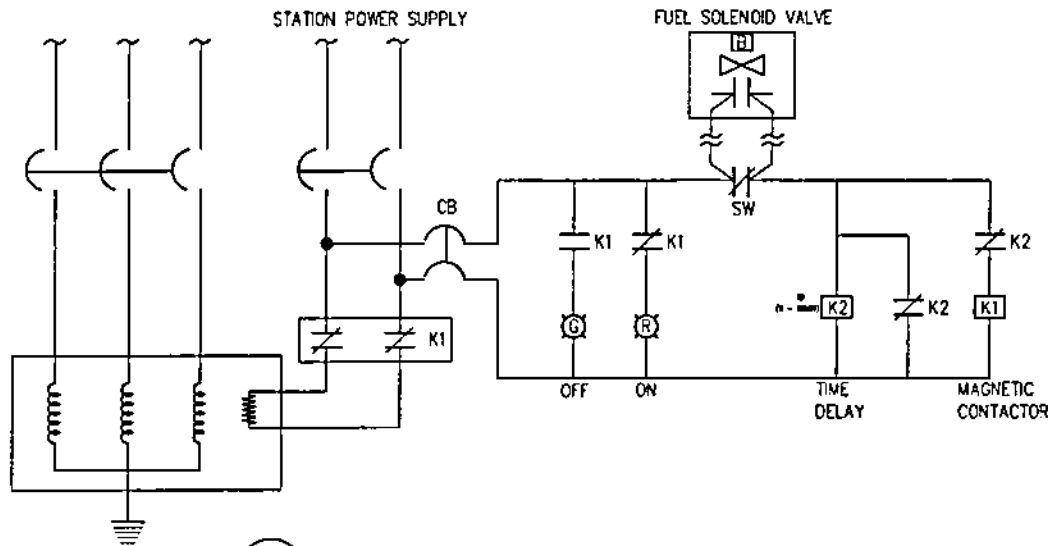 STATION POWER SUPPLY
FUEL SOLENOID VALVE
CB
SW
K1
K1
K2
K2
K2
K1
K1
G
R
OFF
ON
TIME
DELAY
MAGNETIC
CONTACTOR